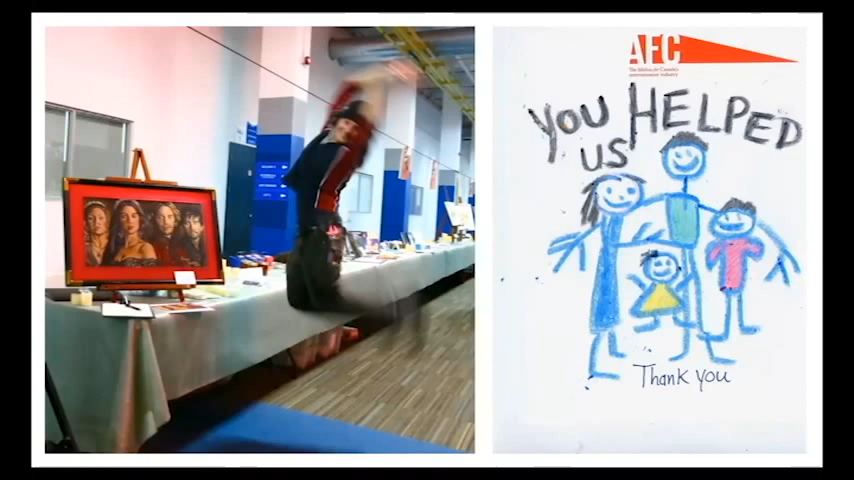 AFC
The lifeline for Canada's
entertainment industry
YOU HELPED
US
Thank you